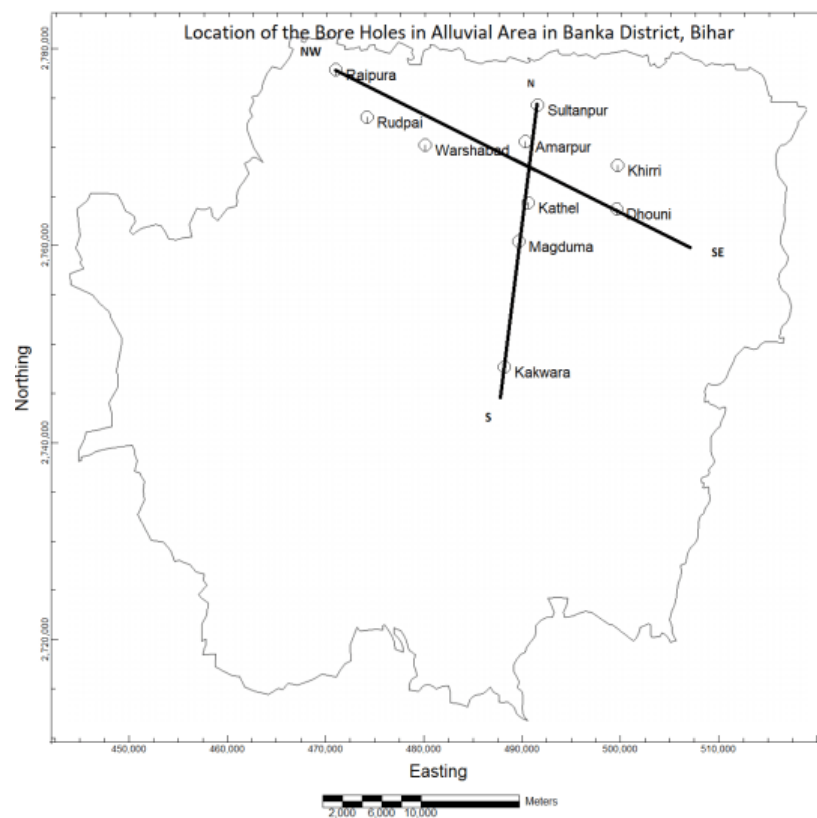 Location of the Bore Holes in Alluvial Area in Banka District, Bihar
NW
Raipura
N
Sultanpur
Rudpai
Amarpur
Warshabad
Khirri
Kathel
Dhouni
Magduma
SE
Kakwara
S
Northing
2,780,000
2,760,000
2,740,000
2,720,000
450,000
460,000
470,000
480,000
490,000
500,000
510,000
Easting
Meters
2,000
6,000
10,000